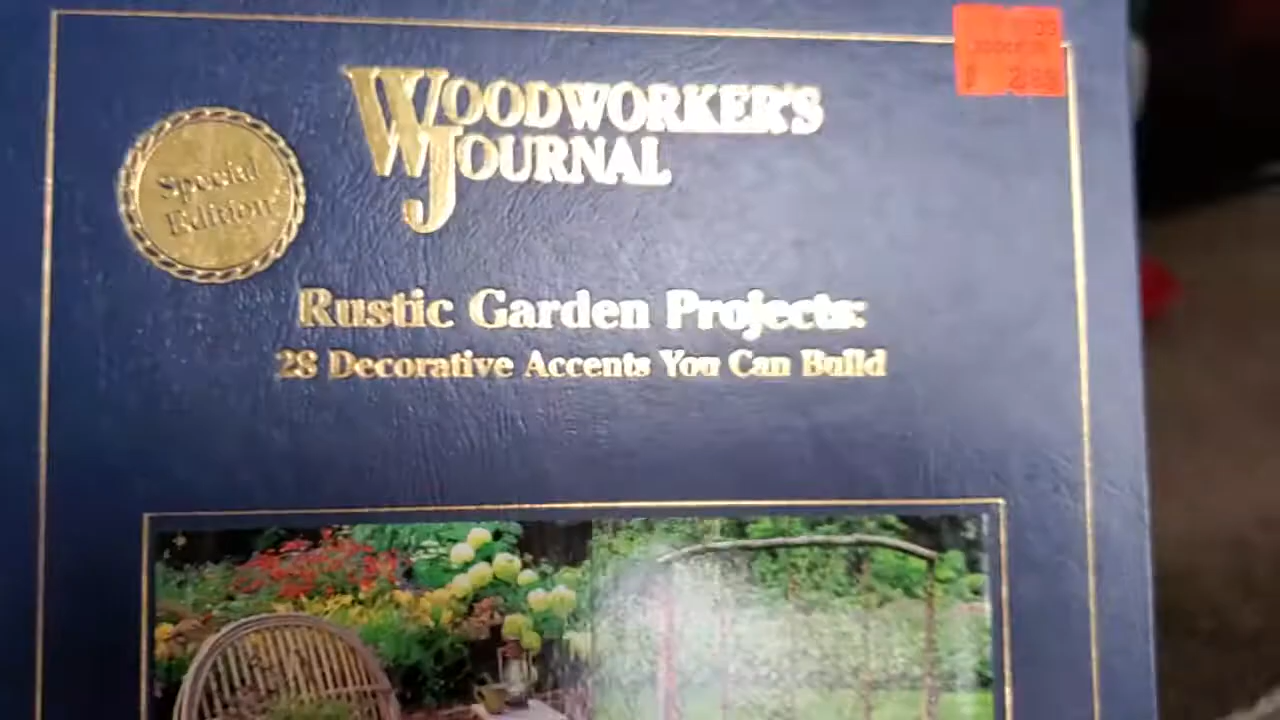 WOODWORKER'S
JOURNAL
Special
Edition
Rustic Garden Projects:
28 Decorative Accents You Can Build